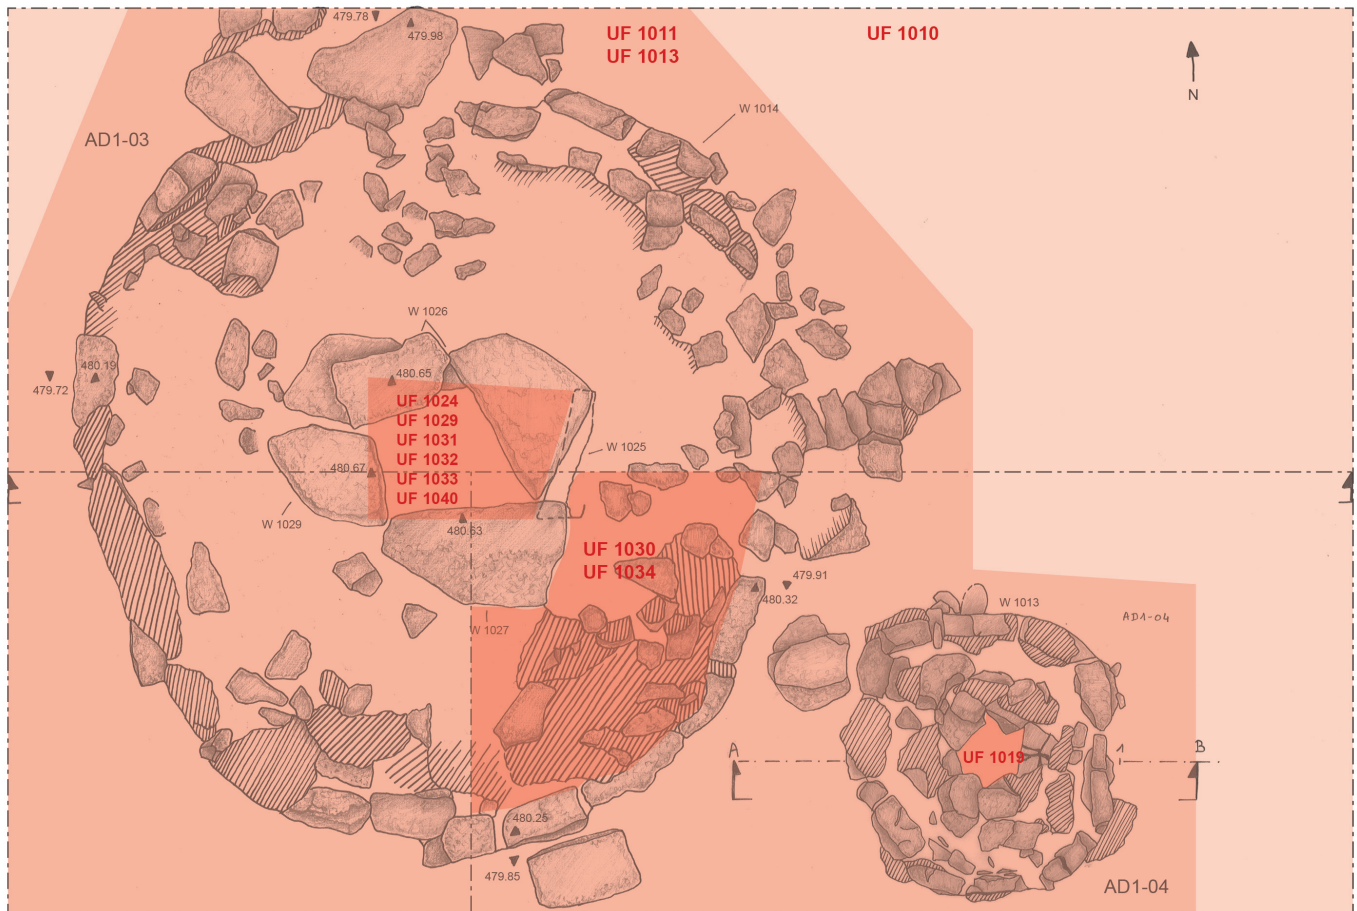 479.78
479.98
UF 1011
UF 1013
UF 1010
N
W 1014
AD1-03
W 1026
480.19
479.72
480.65
UF 1024
UF 1029
UF 1031
UF 1032
UF 1033
UF 1040
W 1025
480.67
W 1029
480.63
UF 1030
UF 1034
479.91
480.32
W 1027
W 1013
AD1-04
A
1
B
UF 1019
480.25
479.85
AD1-04